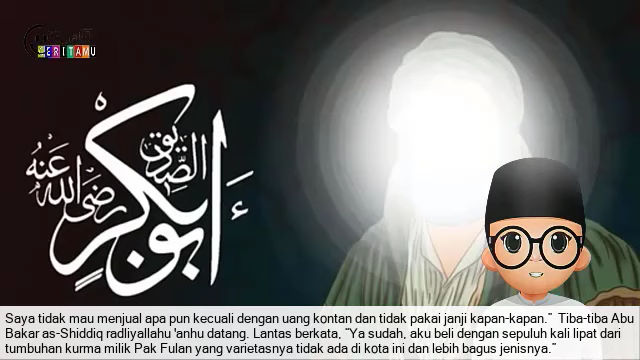 BERITAMU
أبو بكر الصديق
رضي الله عنه
Saya tidak mau menjual apa pun kecuali dengan uang kontan dan tidak pakai janji kapan-kapan.” Tiba-tiba Abu
Bakar as-Shiddiq radliyallahu 'anhu datang. Lantas berkata, “Ya sudah, aku beli dengan sepuluh kali lipat dari
tumbuhan kurma milik Pak Fulan yang varietasnya tidak ada di kota ini dan lebih bagus jenisnya.”